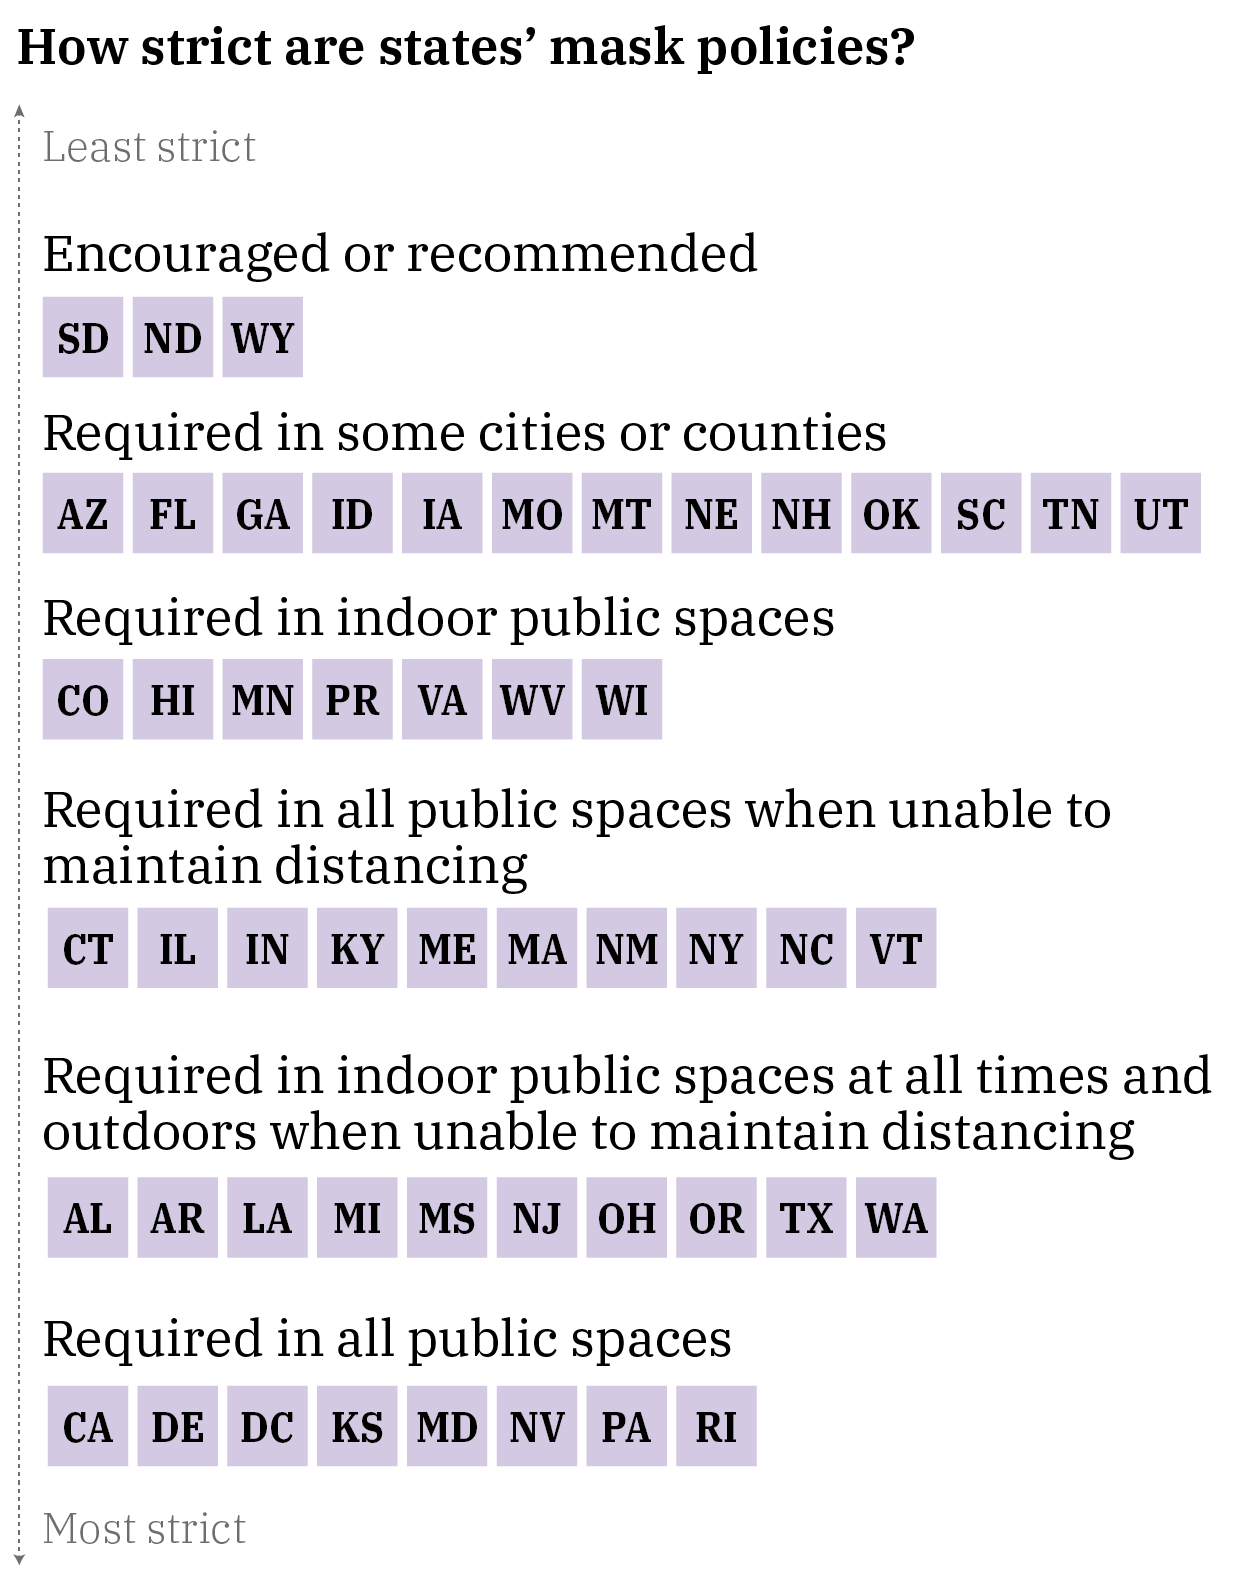 How strict are states’ mask policies?
Least strict
Encouraged or recommended
SD ND WY
Required in some cities or counties
AZ FL GA ID IA MO MT NE NH OK SC TN UT
Required in indoor public spaces
CO HI MN PR VA WV WI
Required in all public spaces when unable to
maintain distancing
CT IL IN KY ME MA NM NY NC VT
Required in indoor public spaces at all times and
outdoors when unable to maintain distancing
AL AR LA MI MS NJ OH OR TX WA
Required in all public spaces
CA DE DC KS MD NV PA RI
Most strict